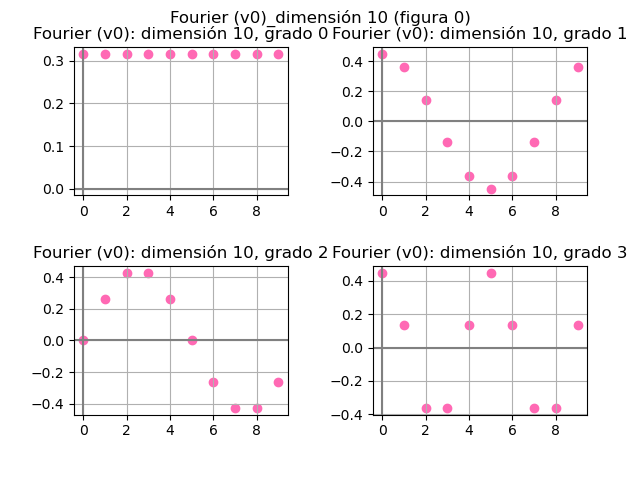 Fourier (v0)_dimensión 10 (figura 0)
Fourier (v0): dimensión 10, grado 0
Fourier (v0): dimensión 10, grado 1
0.3
0.2
0.1
0.0
0 2 4 6 8
0.4
0.2
0.0
−0.2
−0.4
0 2 4 6 8
Fourier (v0): dimensión 10, grado 2
Fourier (v0): dimensión 10, grado 3
0.4
0.2
0.0
−0.2
−0.4
0 2 4 6 8
0.4
0.2
0.0
−0.2
−0.4
0 2 4 6 8